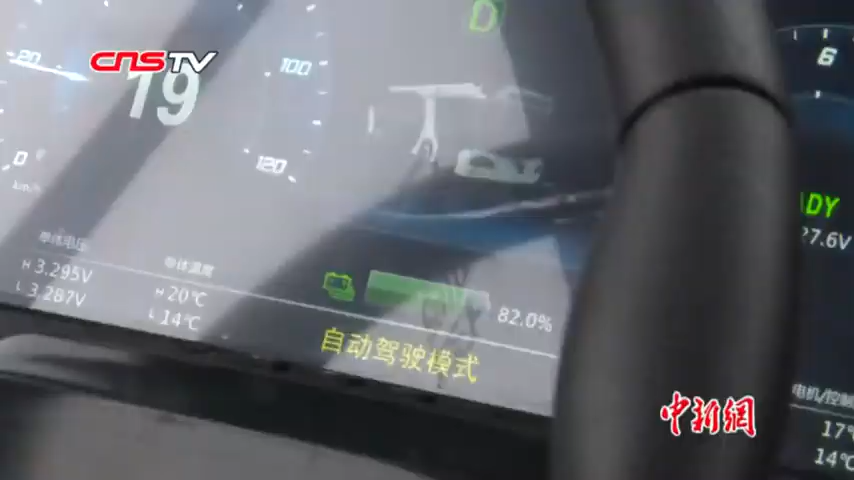 CNSTV
D
20
19
100
0
120
km/h
6
READY
27.6V
单体电压
H 3.295V
L 3.287V
单体温度
H 20℃
L 14℃
82.0%
自动驾驶模式
中新網
电机/控制
17℃
14℃